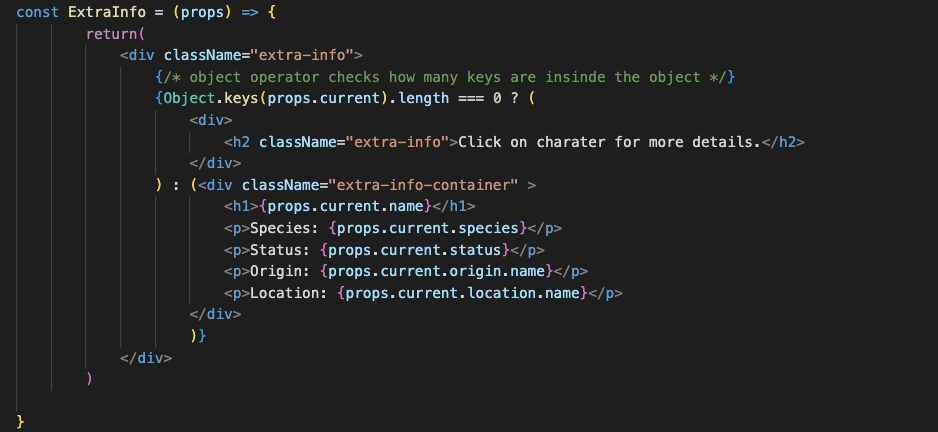 const ExtraInfo = (props) => {
return(
<div className="extra-info">
{/* object operator checks how many keys are insinde the object */}
{Object.keys(props.current).length === 0 ? (
<div>
<h2 className="extra-info">Click on charater for more details.</h2>
</div>
) : (<div className="extra-info-container" >
<h1>{props.current.name}</h1>
<p>Species: {props.current.species}</p>
<p>Status: {props.current.status}</p>
<p>Origin: {props.current.origin.name}</p>
<p>Location: {props.current.location.name}</p>
</div>
)}
</div>
)
}